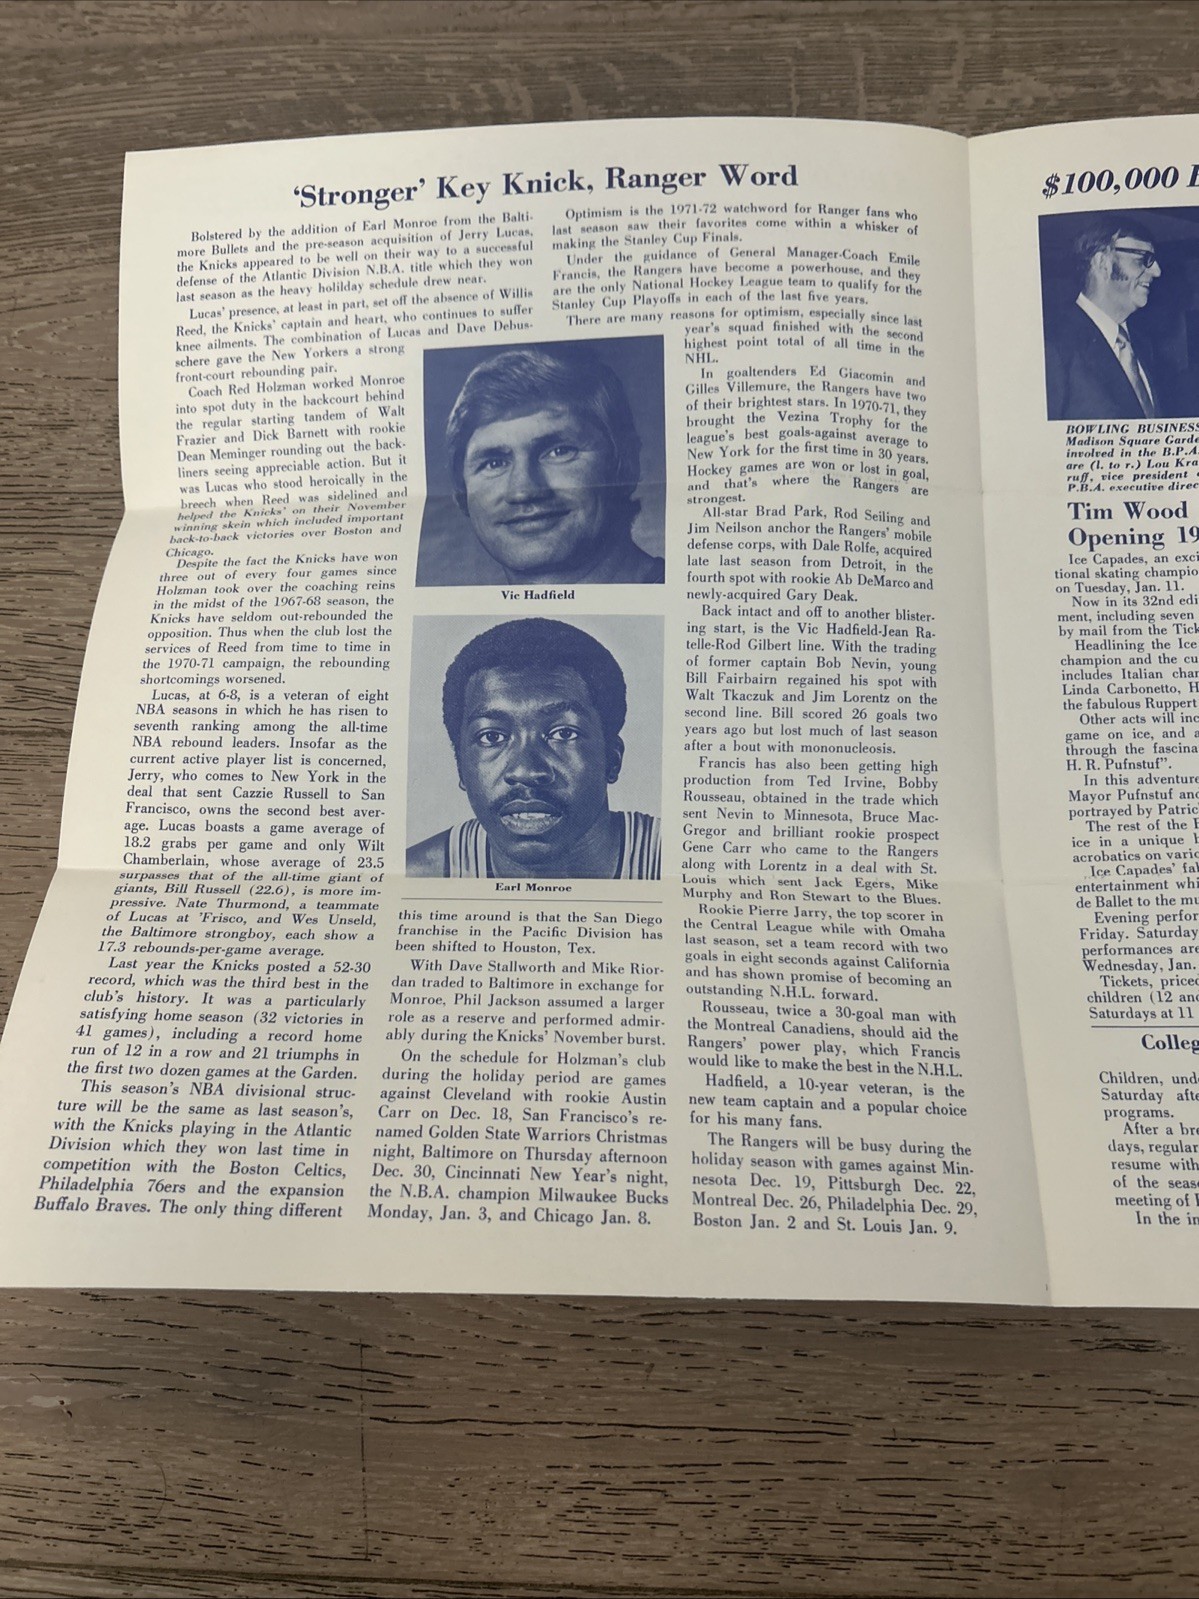 ‘Stronger’ Key Knick, Ranger Word
Bolstered by the addition of Earl Monroe from the Balti-
more Bullets and the pre-season acquisition of Jerry Lucas,
the Knicks appeared to be well on their way to a successful
defense of the Atlantic Division N.B.A. title which they won
last season as the heavy holilday schedule drew near.
Lucas' presence, at least in part, set off the absence of Willis
Reed, the Knicks' captain and heart, who continues to suffer
knee ailments. The combination of Lucas and Dave Debus-
schere gave the New Yorkers a strong
front-court rebounding pair.
Coach Red Holzman worked Monroe
into spot duty in the backcourt behind
the regular starting tandem of Walt
Frazier and Dick Barnett with rookie
Dean Meminger rounding out the back-
liners seeing appreciable action. But it
was Lucas who stood heroically in the
breech when Reed was sidelined and
helped the Knicks' on their November
winning skein which included important
back-to-back victories over Boston and
Chicago.
Despite the fact the Knicks have won
three out of every four games since
Holzman took over the coaching reins
in the midst of the 1967-68 season, the
Knicks have seldom out-rebounded the
opposition. Thus when the club lost the
services of Reed from time to time in
the 1970-71 campaign, the rebounding
shortcomings worsened.
Lucas, at 6-8, is a veteran of eight
NBA seasons in which he has risen to
seventh ranking among the all-time
NBA rebound leaders. Insofar as the
current active player list is concerned,
Jerry, who comes to New York in the
deal that sent Cazzie Russell to San
Francisco, owns the second best aver-
age. Lucas boasts a game average of
18.2 grabs per game and only Wilt
Chamberlain, whose average of 23.5
surpasses that of the all-time giant of
giants, Bill Russell (22.6), is more im-
pressive. Nate Thurmond, a teammate
of Lucas at 'Frisco, and Wes Unseld,
the Baltimore strongboy, each show a
17.3 rebounds-per-game average.
Last year the Knicks posted a 52-30
record, which was the third best in the
club's history. It was a particularly
satisfying home season (32 victories in
41 games), including a record home
run of 12 in a row and 21 triumphs in
the first two dozen games at the Garden.
This season's NBA divisional struc-
ture will be the same as last season's,
with the Knicks playing in the Atlantic
Division which they won last time in
competition with the Boston Celtics,
Philadelphia 76ers and the expansion
Buffalo Braves. The only thing different
Vic Hadfield
Earl Monroe
this time around is that the San Diego
franchise in the Pacific Division has
been shifted to Houston, Tex.
With Dave Stallworth and Mike Rior-
dan traded to Baltimore in exchange for
Monroe, Phil Jackson assumed a larger
role as a reserve and performed admir-
ably during the Knicks' November burst.
On the schedule for Holzman's club
during the holiday period are games
against Cleveland with rookie Austin
Carr on Dec. 18, San Francisco's re-
named Golden State Warriors Christmas
night, Baltimore on Thursday afternoon
Dec. 30, Cincinnati New Year's night,
the N.B.A. champion Milwaukee Bucks
Monday, Jan. 3, and Chicago Jan. 8.
Optimism is the 1971-72 watchword for Ranger fans who
last season saw their favorites come within a whisker of
making the Stanley Cup Finals.
Under the guidance of General Manager-Coach Emile
Francis, the Rangers have become a powerhouse, and they
are the only National Hockey League team to qualify for the
Stanley Cup Playoffs in each of the last five years.
There are many reasons for optimism, especially since last
year's squad finished with the second
highest point total of all time in the
NHL.
In goaltenders Ed Giacomin and
Gilles Villemure, the Rangers have two
of their brightest stars. In 1970-71, they
brought the Vezina Trophy for the
league's best goals-against average to
New York for the first time in 30 years.
Hockey games are won or lost in goal,
and that's where the Rangers are
strongest.
All-star Brad Park, Rod Seiling and
Jim Neilson anchor the Rangers' mobile
defense corps, with Dale Rolfe, acquired
late last season from Detroit, in the
fourth spot with rookie Ab DeMarco and
newly-acquired Gary Deak.
Back intact and off to another blister-
ing start, is the Vic Hadfield-Jean Ra-
telle-Rod Gilbert line. With the trading
of former captain Bob Nevin, young
Bill Fairbairn regained his spot with
Walt Tkaczuk and Jim Lorentz on the
second line. Bill scored 26 goals two
years ago but lost much of last season
after a bout with mononucleosis.
Francis has also been getting high
production from Ted Irvine, Bobby
Rousseau, obtained in the trade which
sent Nevin to Minnesota, Bruce Mac-
Gregor and brilliant rookie prospect
Gene Carr who came to the Rangers
along with Lorentz in a deal with St.
Louis which sent Jack Egers, Mike
Murphy and Ron Stewart to the Blues.
Rookie Pierre Jarry, the top scorer in
the Central League while with Omaha
last season, set a team record with two
goals in eight seconds against California
and has shown promise of becoming an
outstanding N.H.L. forward.
Rousseau, twice a 30-goal man with
the Montreal Canadiens, should aid the
Rangers' power play, which Francis
would like to make the best in the N.H.L.
Hadfield, a 10-year veteran, is the
new team captain and a popular choice
for his many fans.
The Rangers will be busy during the
holiday season with games against Min-
nesota Dec. 19, Pittsburgh Dec. 22,
Montreal Dec. 26, Philadelphia Dec. 29,
Boston Jan. 2 and St. Louis Jan. 9.
$100,000
BOWLING BUSINESS
Madison Square Garde
involved in the B.P.A.
are (l. to r.) Lou Kra
ruff, vice president
P.B.A. executive direc
Tim Wood
Opening 19
Ice Capades, an exci
tional skating champio
on Tuesday, Jan. 11.
Now in its 32nd edi
ment, including seven
by mail from the Tick
Headlining the Ice
champion and the cu
includes Italian char
Linda Carbonetto, H
the fabulous Ruppert
Other acts will inc
game on ice, and a
through the fascina
H. R. Pufnstuf".
In this adventure
Mayor Pufnstuf and
portrayed by Patric
The rest of the
ice in a unique b
acrobatics on vario
Ice Capades' fal
entertainment whi
de Ballet to the mu
Evening perfor
Friday. Saturday
performances are
Wednesday, Jan.
Tickets, priced
children (12 and
Saturdays at 11
Colleg
Children, unde
Saturday afte
programs.
After a bre
days, regular
resume with
of the seas
meeting of
In the in